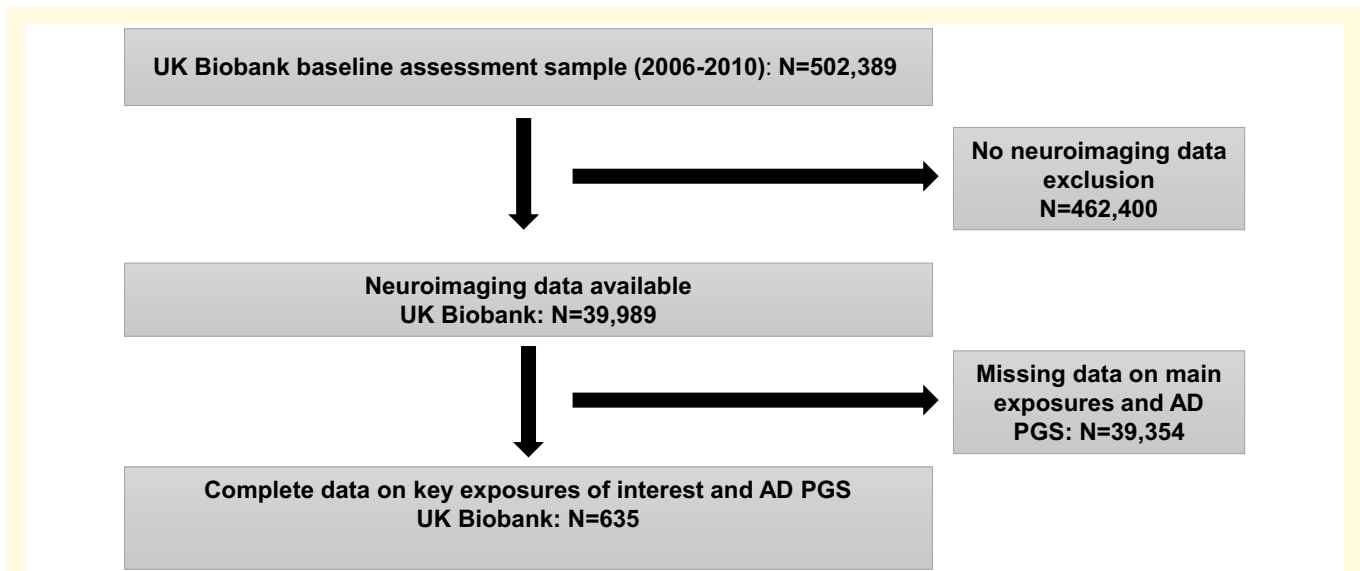 UK Biobank baseline assessment sample (2006-2010): N=502,389
No neuroimaging data
exclusion
N=462,400
Neuroimaging data available
UK Biobank: N=39,989
Missing data on main
exposures and AD
PGS: N=39,354
Complete data on key exposures of interest and AD PGS
UK Biobank: N=635